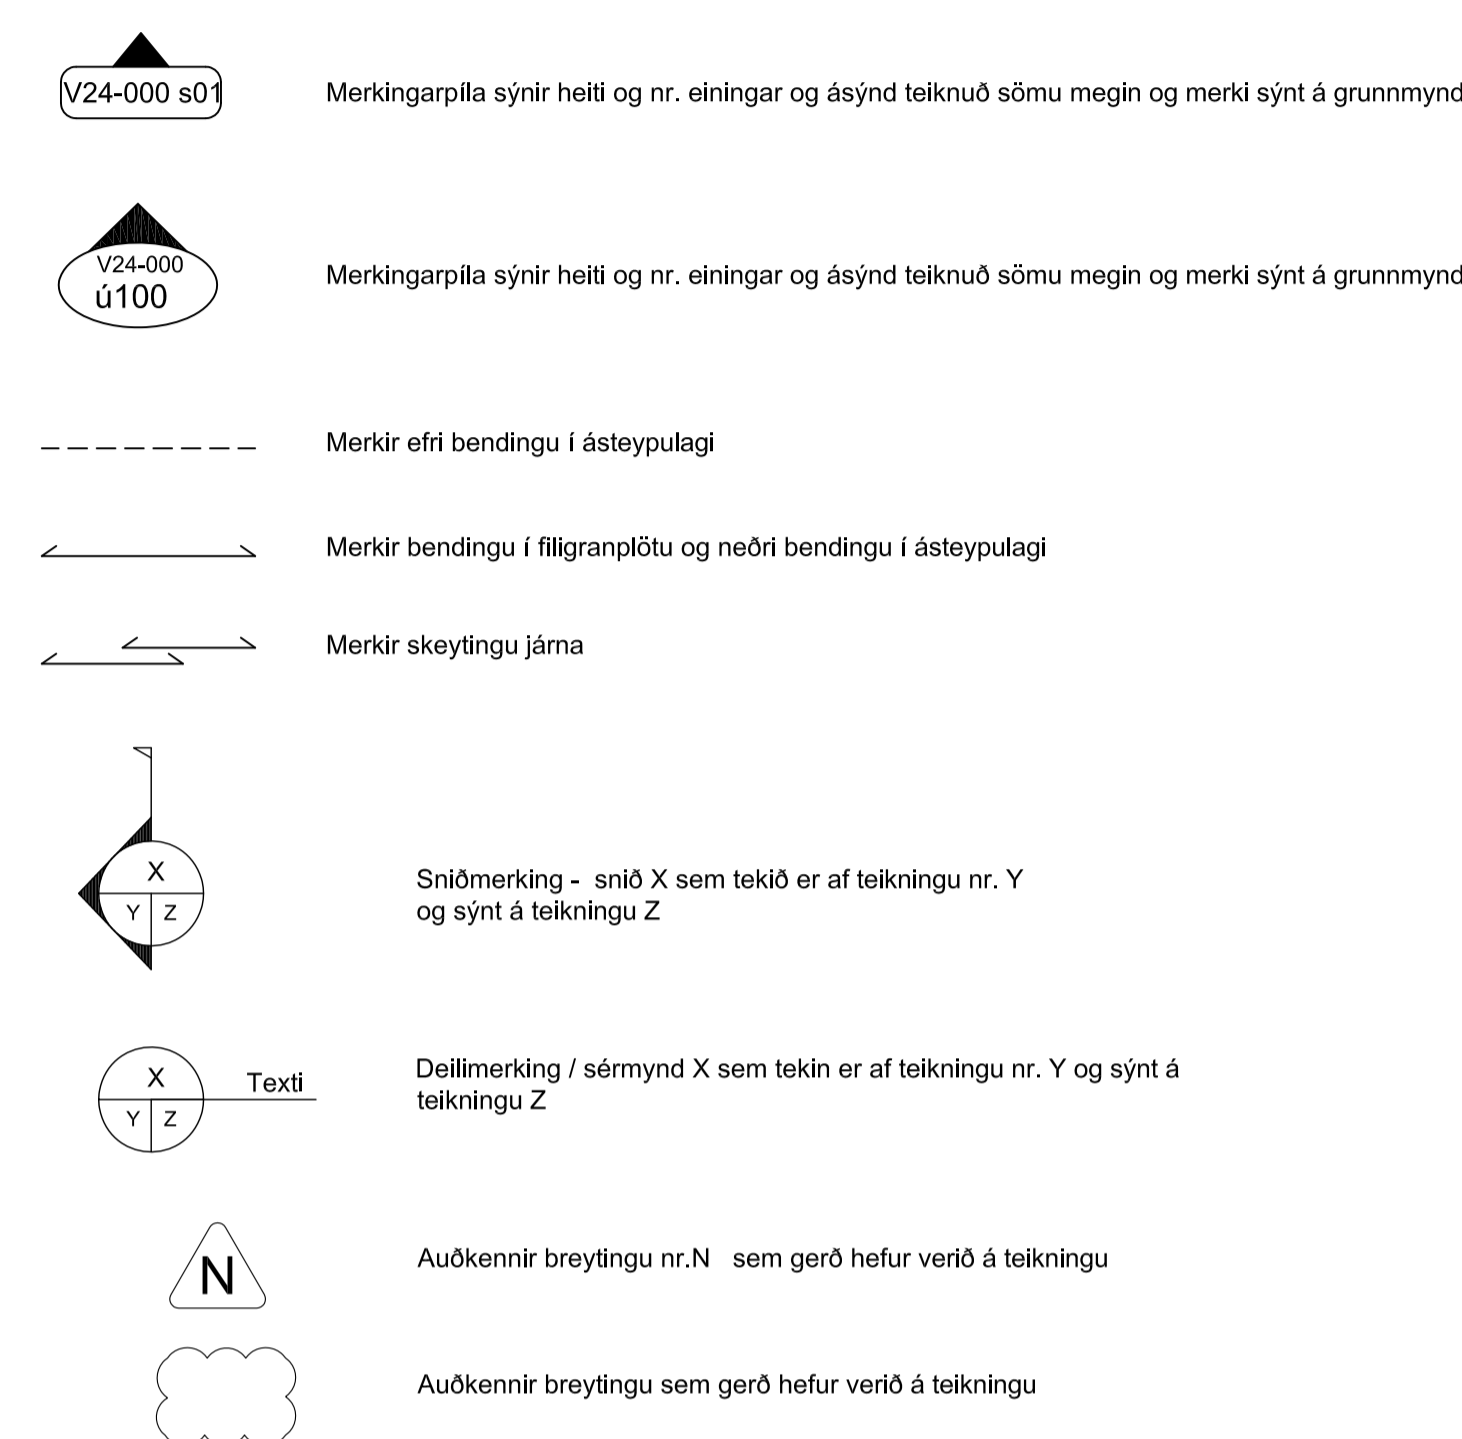 V24-000 s01
Merkingarpíla sýnir heiti og nr. einingar og ásýnd teiknuð sömu megin og merki sýnt á grunnmynd
V24-000
ú100
Merkingarpíla sýnir heiti og nr. einingar og ásýnd teiknuð sömu megin og merki sýnt á grunnmynd
Merkir efri bendingu í ásteypulagi
Merkir bendingu í filigranplötu og neðri bendingu í ásteypulagi
Merkir skeytingu járna
X
Y Z
Sniðmerking - snið X sem tekið er af teikningu nr. Y
og sýnt á teikningu Z
X
Y Z
Texti
Deilimerking / sérmynd X sem tekin er af teikningu nr. Y og sýnt á
teikningu Z
N
Auðkennir breytingu nr.N sem gerð hefur verið á teikningu
Auðkennir breytingu sem gerð hefur verið á teikningu